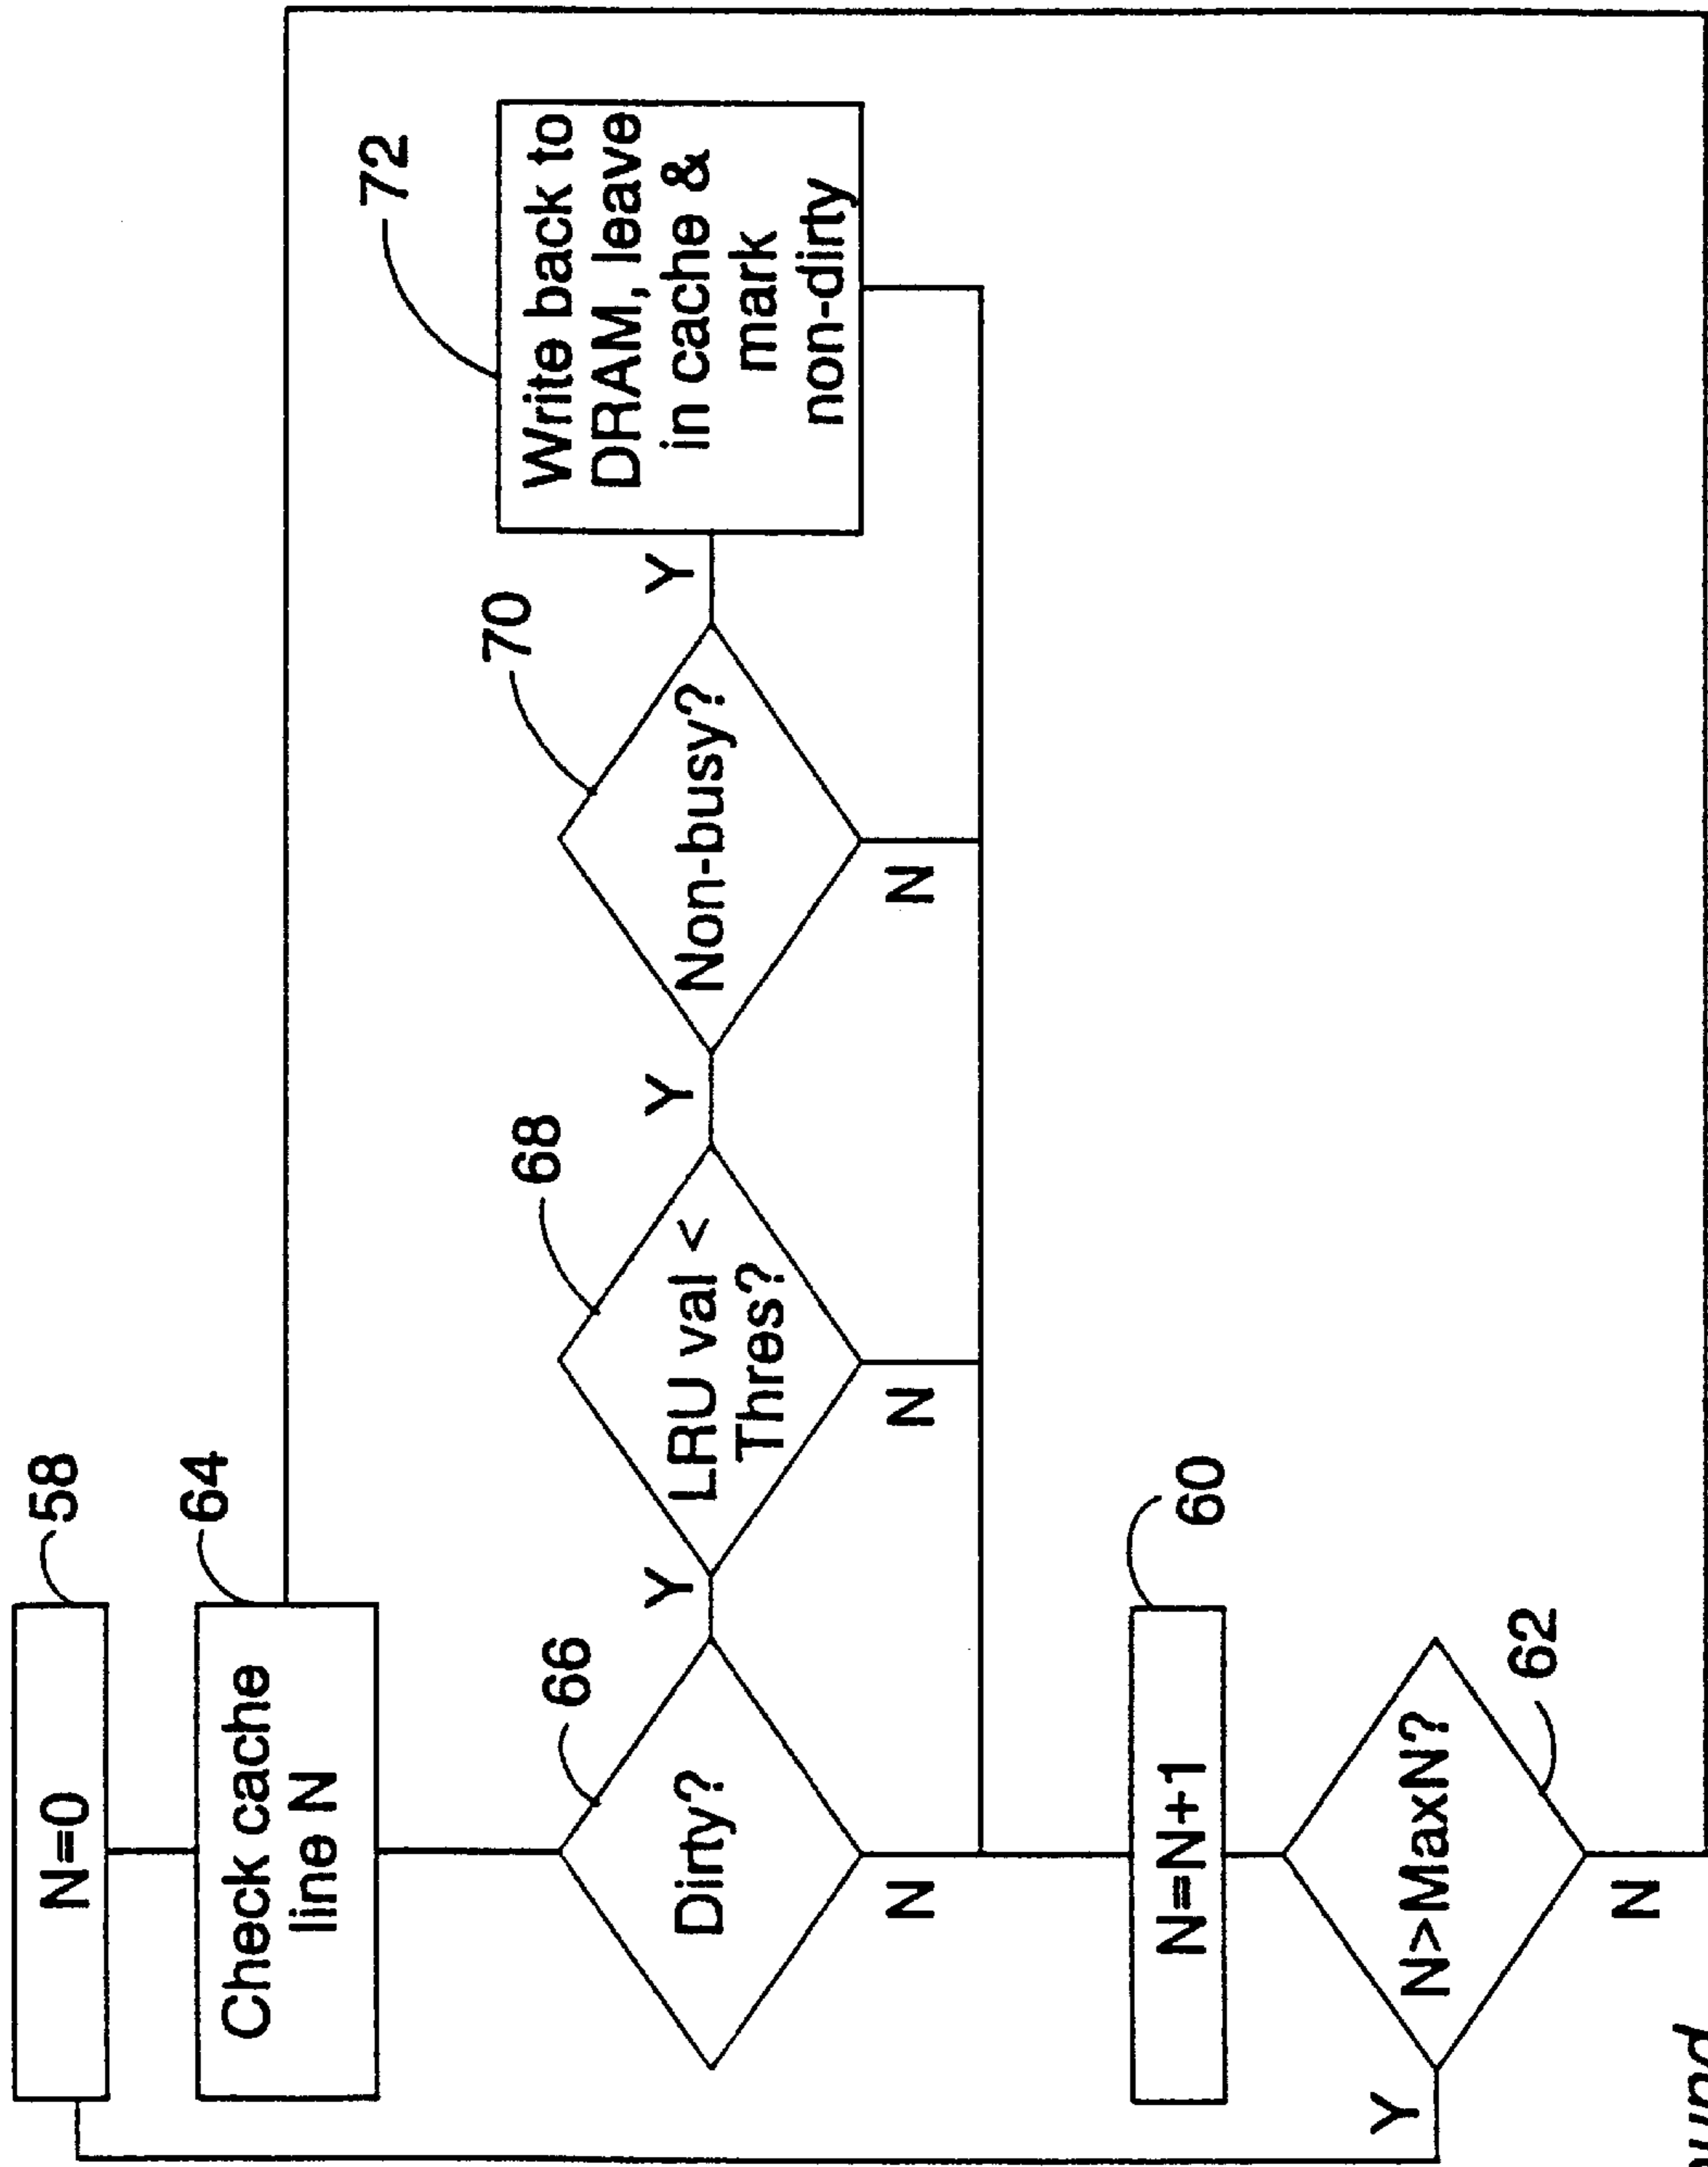 N=0
58
Check cache
line N
64
Dirty?
66
Y
N
LRU val <
Thres?
68
Y
N
Non-busy?
70
Y
N
Write back to
DRAM, leave
in cache &
mark
non-dirty
72
N=N+1
60
N>MaxN?
62
Y
N